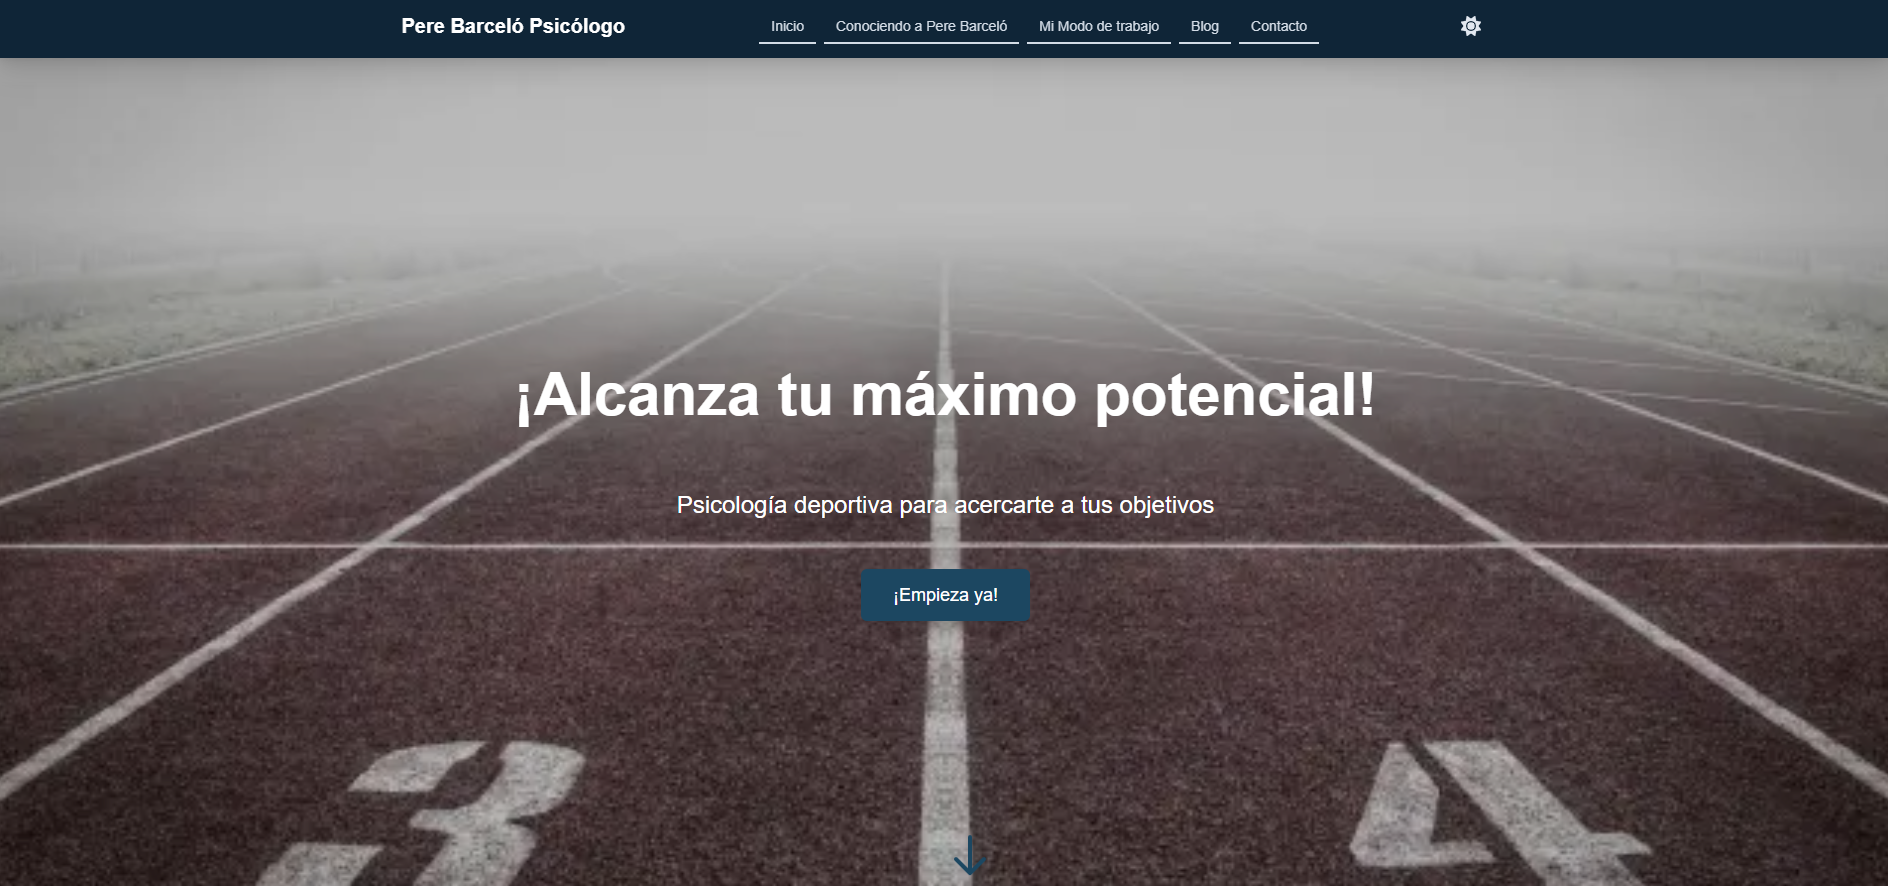 Pere Barceló Psicólogo
Inicio Conociendo a Pere Barceló Mi Modo de trabajo Blog Contacto
¡Alcanza tu máximo potencial!
Psicología deportiva para acercarte a tus objetivos
¡Empieza ya!
3 4